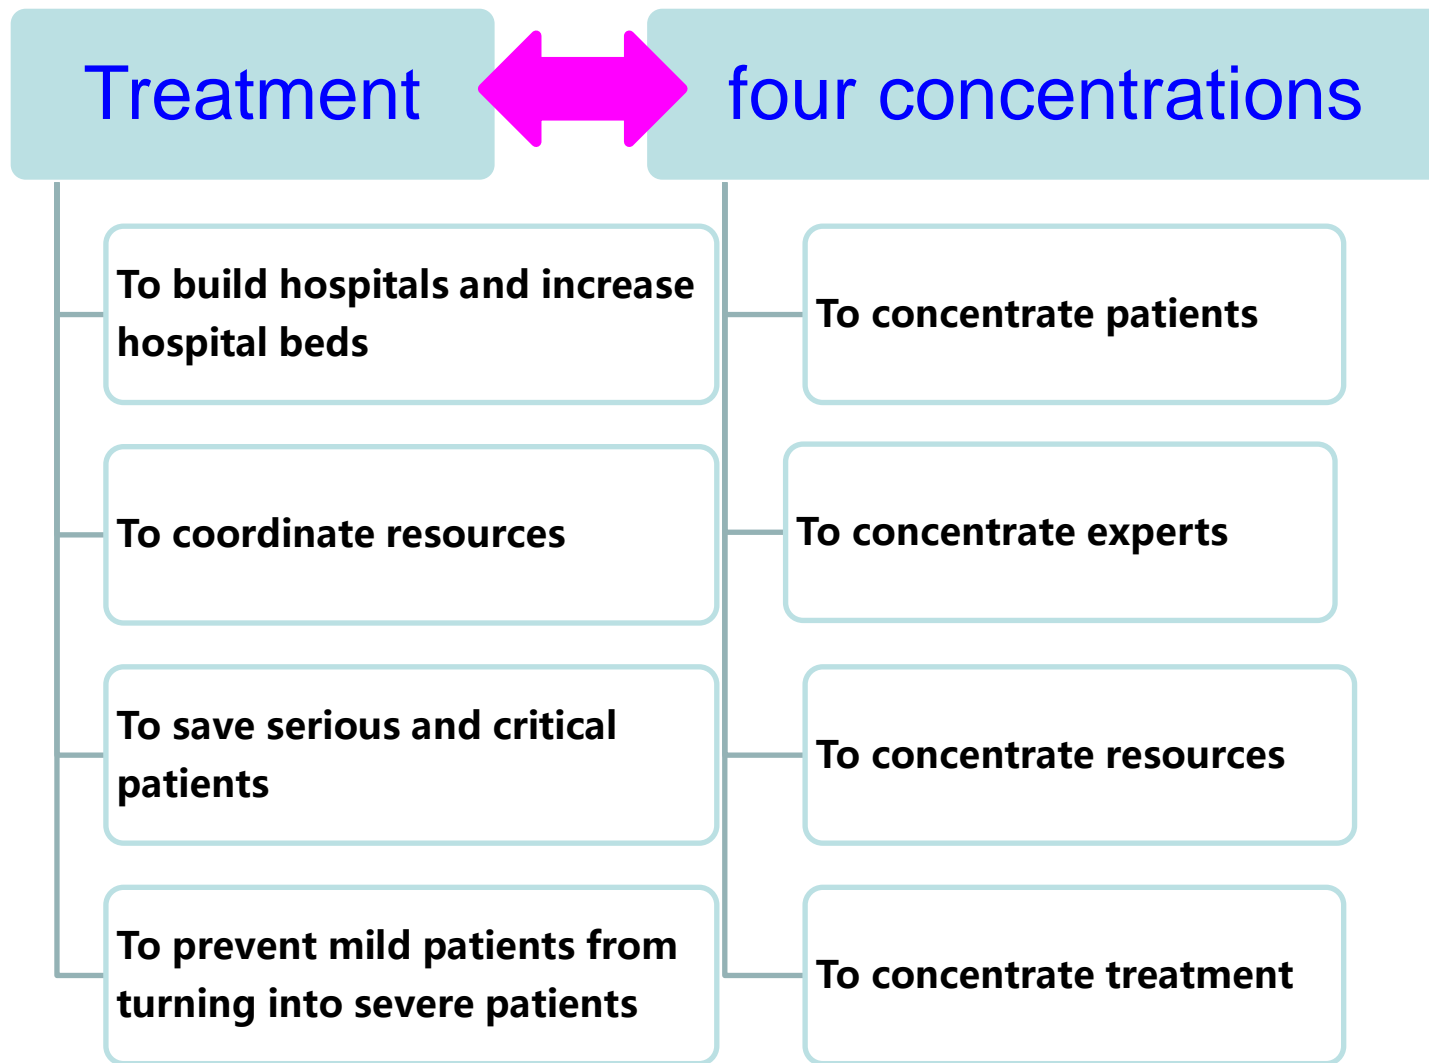 Treatment
four concentrations
To build hospitals and increase
hospital beds
To coordinate resources
To save serious and critical
patients
To prevent mild patients from
turning into severe patients
To concentrate patients
To concentrate experts
To concentrate resources
To concentrate treatment